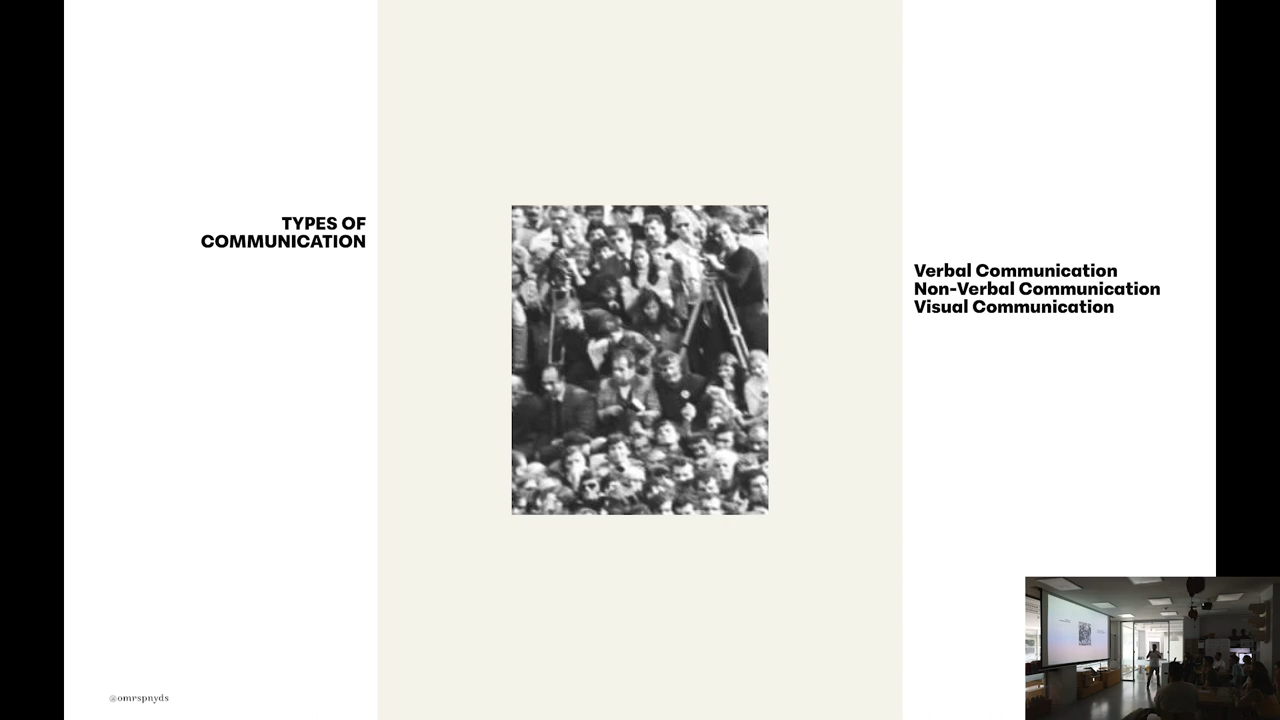 TYPES OF
COMMUNICATION
Verbal Communication
Non-Verbal Communication
Visual Communication
@omrspnyds